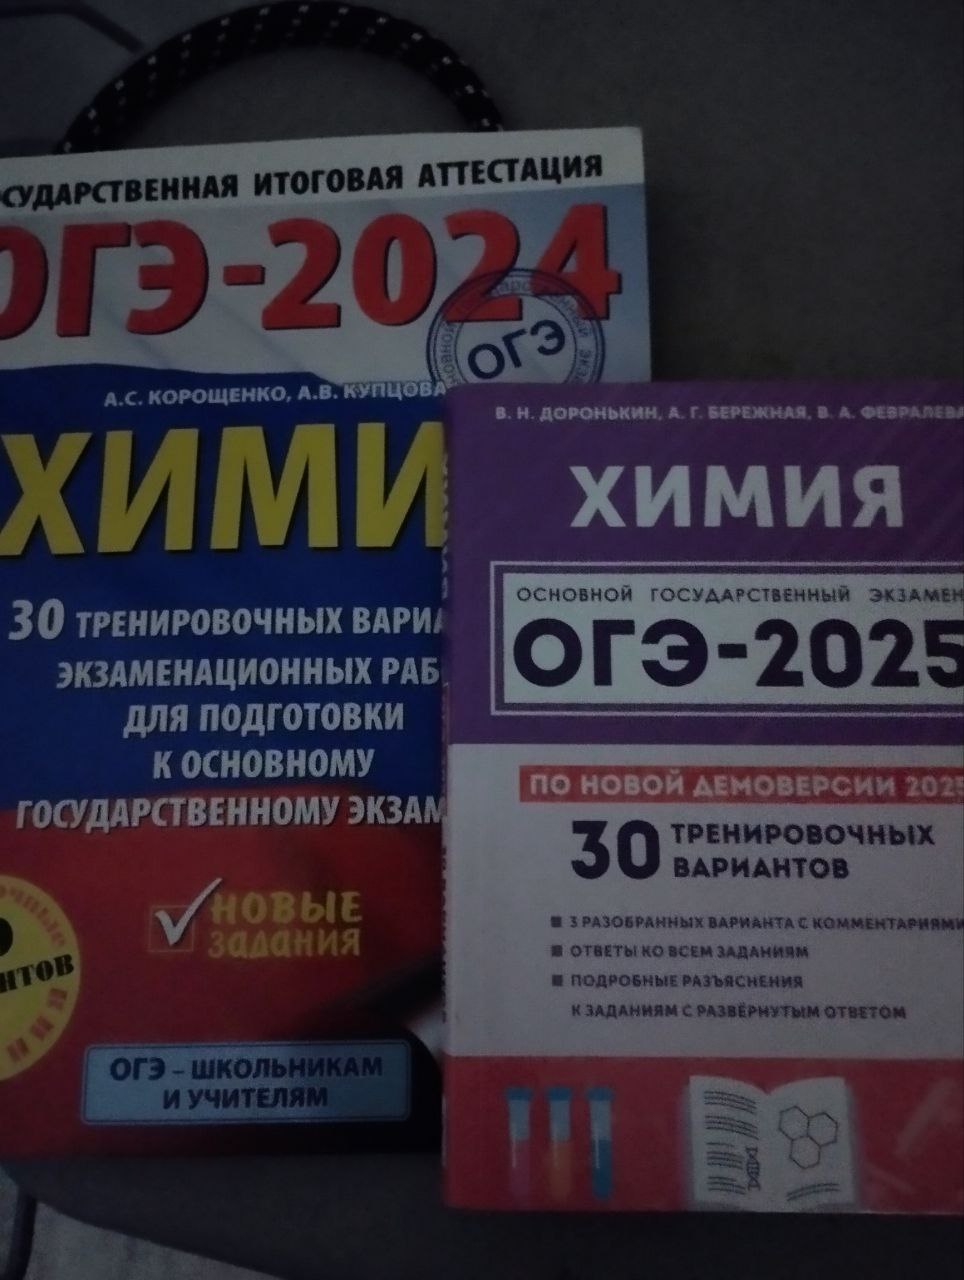 ОСУДАРСТВЕННАЯ ИТОГОВАЯ АТТЕСТАЦИЯ
ОГЭ-2024
ОГЭ
А.С. КОРОЩЕНКО, А.В. КУПЦОВА
ХИМИ
30 ТРЕНИРОВОЧНЫХ ВАРИА
ЭКЗАМЕНАЦИОННЫХ РАБ
ДЛЯ ПОДГОТОВКИ
К ОСНОВНОМУ
ГОСУДАРСТВЕННОМУ ЭКЗАМ
НОВЫЕ
ЗАДАНИЯ
НТОВ
ОГЭ – ШКОЛЬНИКАМ
И УЧИТЕЛЯМ
В. Н. ДОРОНЬКИН, А. Г. БЕРЕЖНАЯ, В. А. ФЕВРАЛЕВА
ХИМИЯ
ОСНОВНОЙ ГОСУДАРСТВЕННЫЙ ЭКЗАМЕН
ОГЭ-2025
ПО НОВОЙ ДЕМОВЕРСИИ 2025
30 ТРЕНИРОВОЧНЫХ
ВАРИАНТОВ
3 РАЗОБРАННЫХ ВАРИАНТА С КОММЕНТАРИЯМИ
ОТВЕТЫ КО ВСЕМ ЗАДАНИЯМ
ПОДРОБНЫЕ РАЗЪЯСНЕНИЯ
К ЗАДАНИЯМ С РАЗВЁРНУТЫМ ОТВЕТОМ